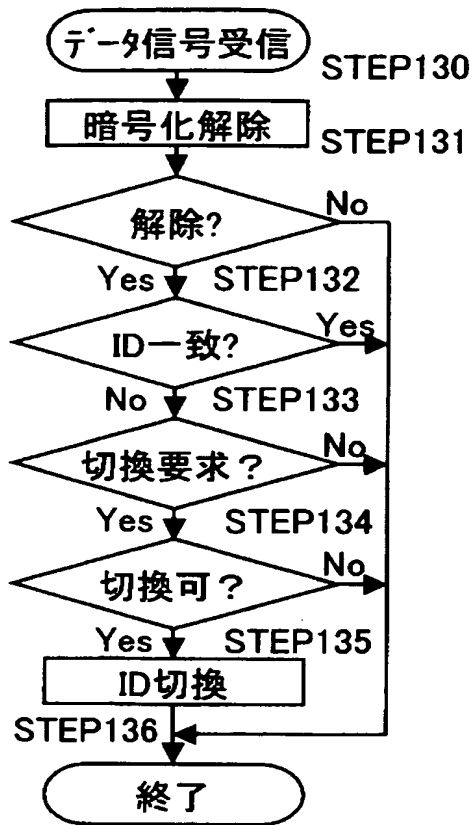 データ信号受信
STEP130
暗号化解除
STEP131
解除?
No
Yes
STEP132
ID一致?
Yes
No
STEP133
切換要求？
No
Yes
STEP134
切換可？
No
Yes
STEP135
ID切換
STEP136
終了